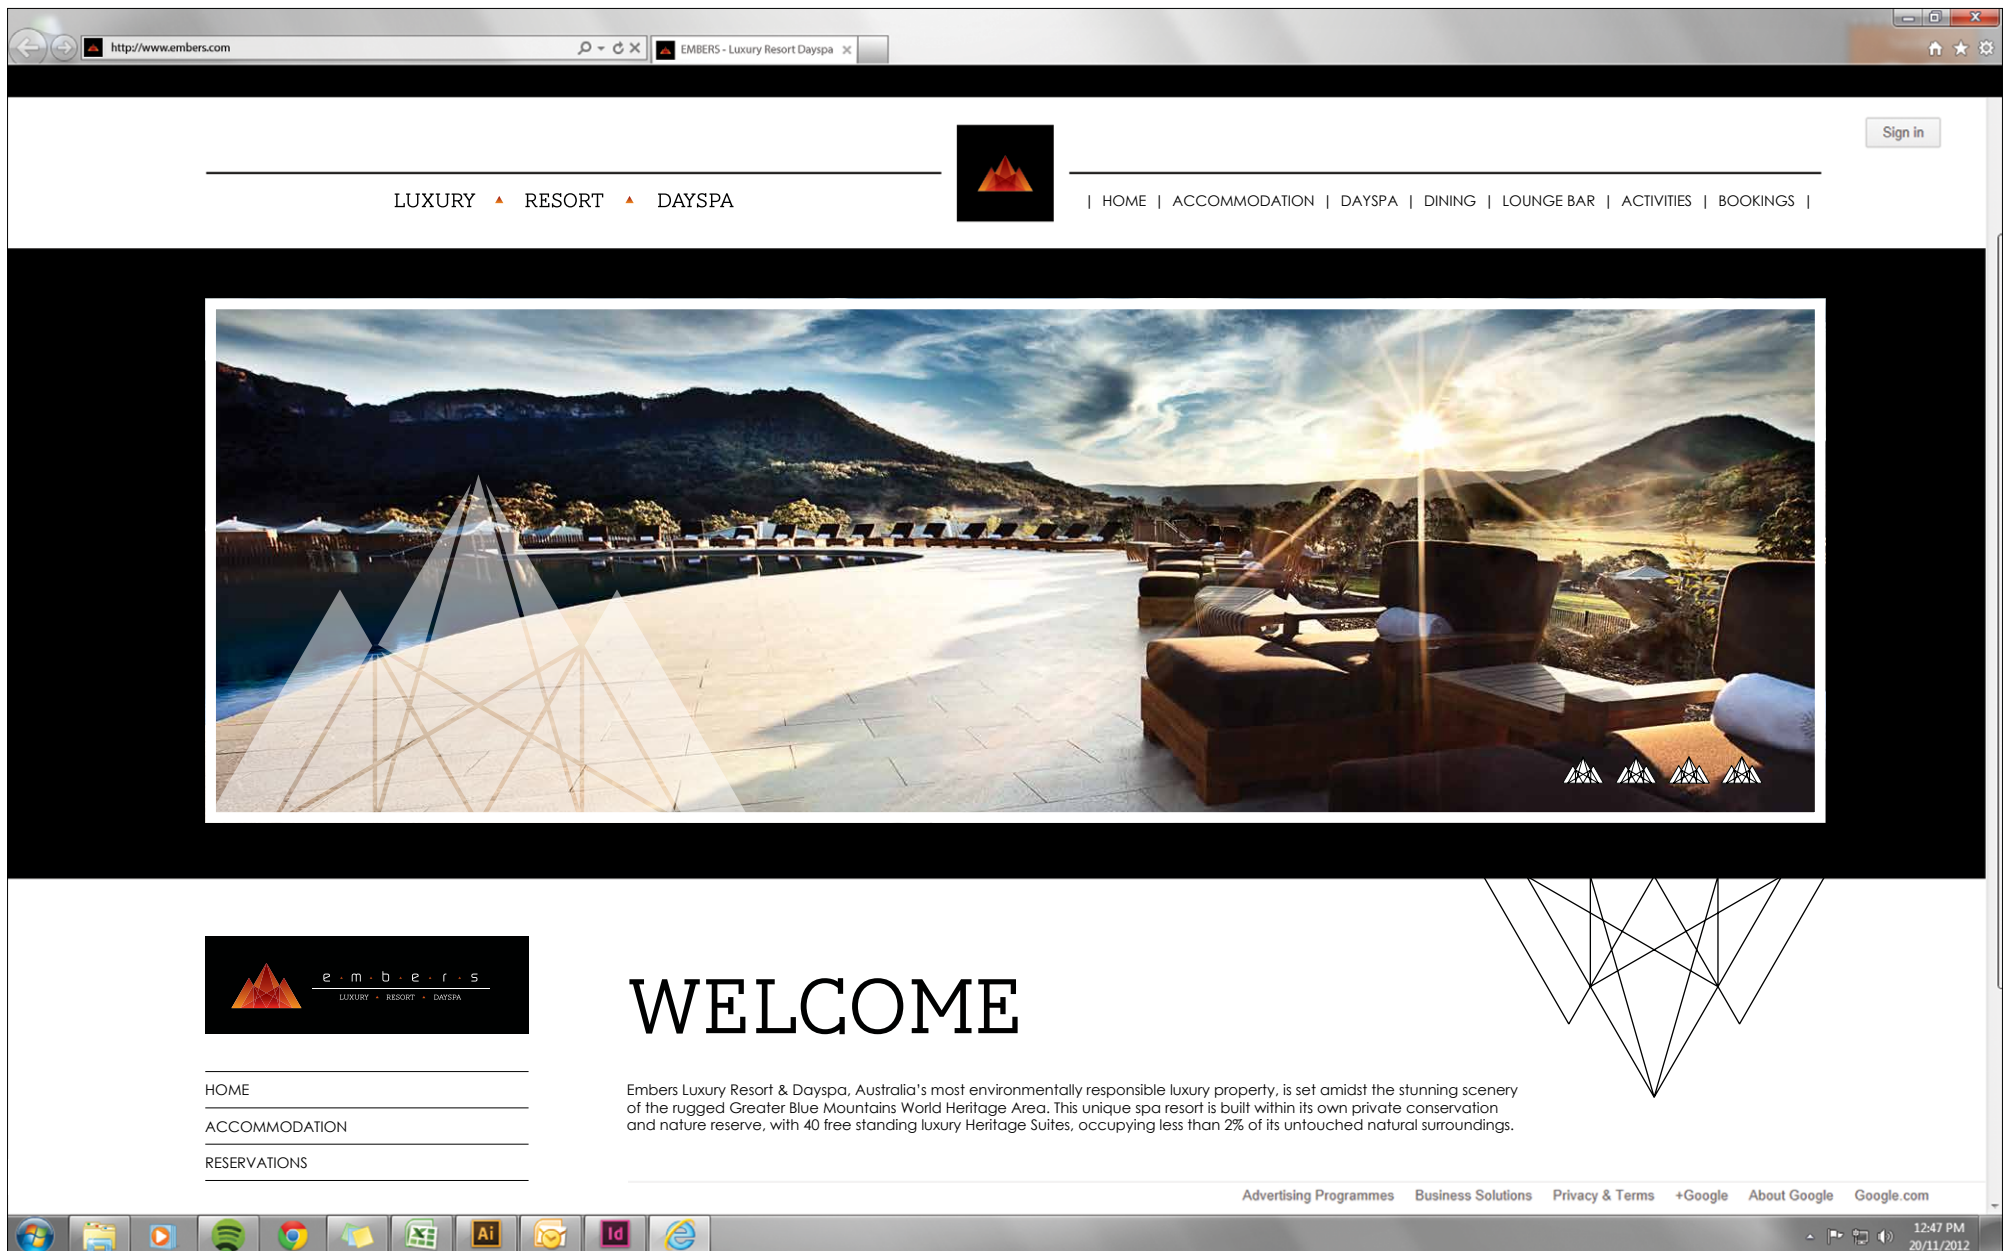 http://www.embers.com
EMBERS - Luxury Resort Dayspa
Sign in
LUXURY RESORT DAYSPA
| HOME | ACCOMMODATION | DAYSPA | DINING | LOUNGE BAR | ACTIVITIES | BOOKINGS |
e·m·b·e·r·s
LUXURY RESORT DAYSPA
HOME
ACCOMMODATION
RESERVATIONS
WELCOME
Embers Luxury Resort & Dayspa, Australia's most environmentally responsible luxury property, is set amidst the stunning scenery
of the rugged Greater Blue Mountains World Heritage Area. This unique spa resort is built within its own private conservation
and nature reserve, with 40 free standing luxury Heritage Suites, occupying less than 2% of its untouched natural surroundings.
Advertising Programmes Business Solutions Privacy & Terms +Google About Google Google.com
Ai
Id
12:47 PM
20/11/2012